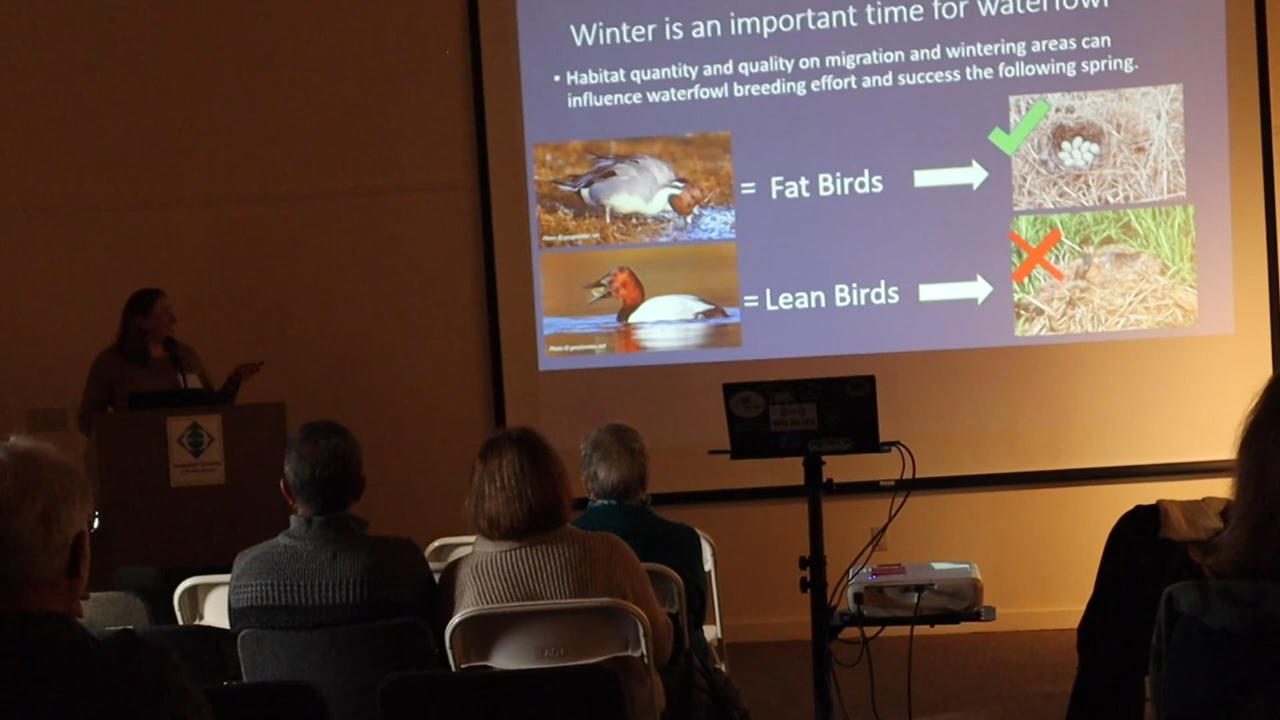 Winter is an important time for waterfowl
• Habitat quantity and quality on migration and wintering areas can
influence waterfowl breeding effort and success the following spring.
= Fat Birds
= Lean Birds